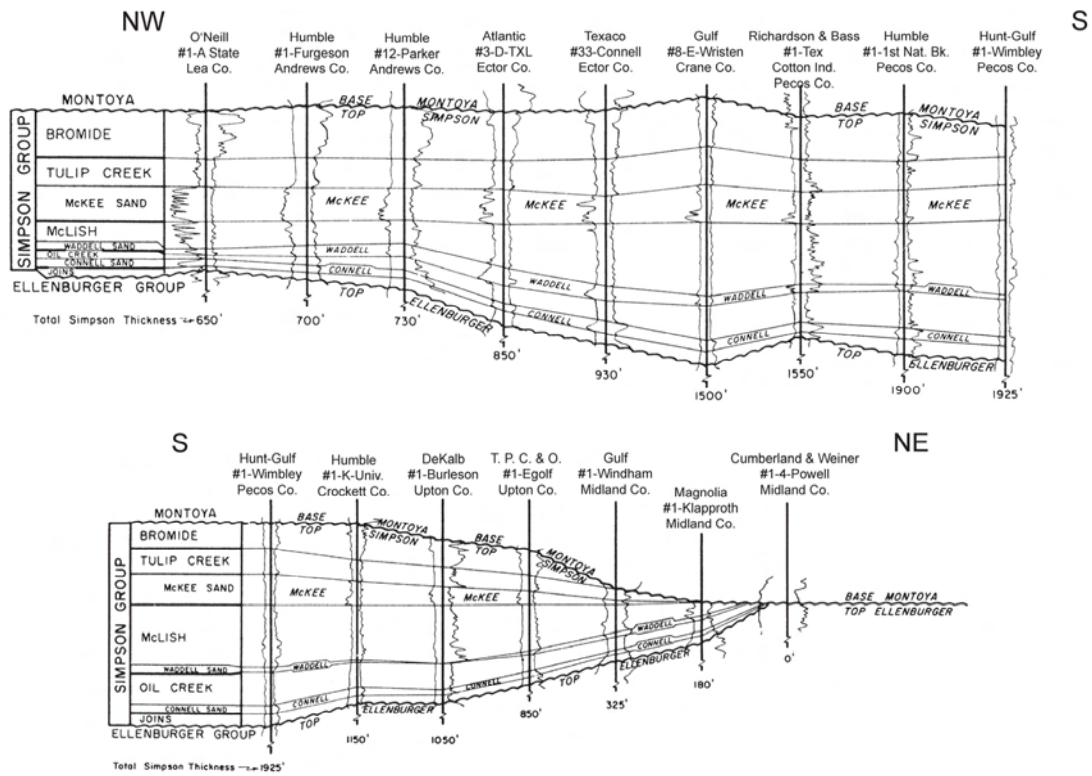 NW
S
O'Neill
#1-A State
Lea Co.
Humble
#1-Furgeson
Andrews Co.
Humble
#12-Parker
Andrews Co.
Atlantic
#3-D-TXL
Ector Co.
Texaco
#33-Connell
Ector Co.
Gulf
#8-E-Wristen
Crane Co.
Richardson & Bass
#1-Tex
Cotton Ind.
Pecos Co.
Humble
#1-1st Nat. Bk.
Pecos Co.
Hunt-Gulf
#1-Wimbley
Pecos Co.
MONTOYA
BASE MONTOYA
TOP SIMPSON
BASE MONTOYA
TOP SIMPSON
SIMPSON GROUP
BROMIDE
TULIP CREEK
McKEE SAND
McKEE
McKEE
McKEE
McKEE
McLISH
WADDELL SAND
OIL CREEK
CONNELL SAND
JOINS
WADDELL
WADDELL
WADDELL
WADDELL
CONNELL
CONNELL
CONNELL
CONNELL
ELLENBURGER GROUP
TOP ELLENBURGER
TOP ELLENBURGER
Total Simpson Thickness 650'
700'
730'
850'
930'
1500'
1550'
1900'
1925'
S
NE
Hunt-Gulf
#1-Wimbley
Pecos Co.
Humble
#1-K-Univ.
Crockett Co.
DeKalb
#1-Burleson
Upton Co.
T. P. C. & O.
#1-Egolf
Upton Co.
Gulf
#1-Windham
Midland Co.
Magnolia
#1-Klapproth
Midland Co.
Cumberland & Weiner
#1-4-Powell
Midland Co.
MONTOYA
BASE MONTOYA
TOP SIMPSON
BASE MONTOYA
TOP SIMPSON
BASE MONTOYA
TOP ELLENBURGER
SIMPSON GROUP
BROMIDE
TULIP CREEK
McKEE SAND
McKEE
McKEE
McLISH
WADDELL SAND
WADDELL
WADDELL
OIL CREEK
CONNELL SAND
CONNELL
CONNELL
CONNELL
JOINS
ELLENBURGER GROUP
TOP ELLENBURGER
TOP ELLENBURGER
Total Simpson Thickness 1925'
1150'
1050'
850'
325'
180'
0'